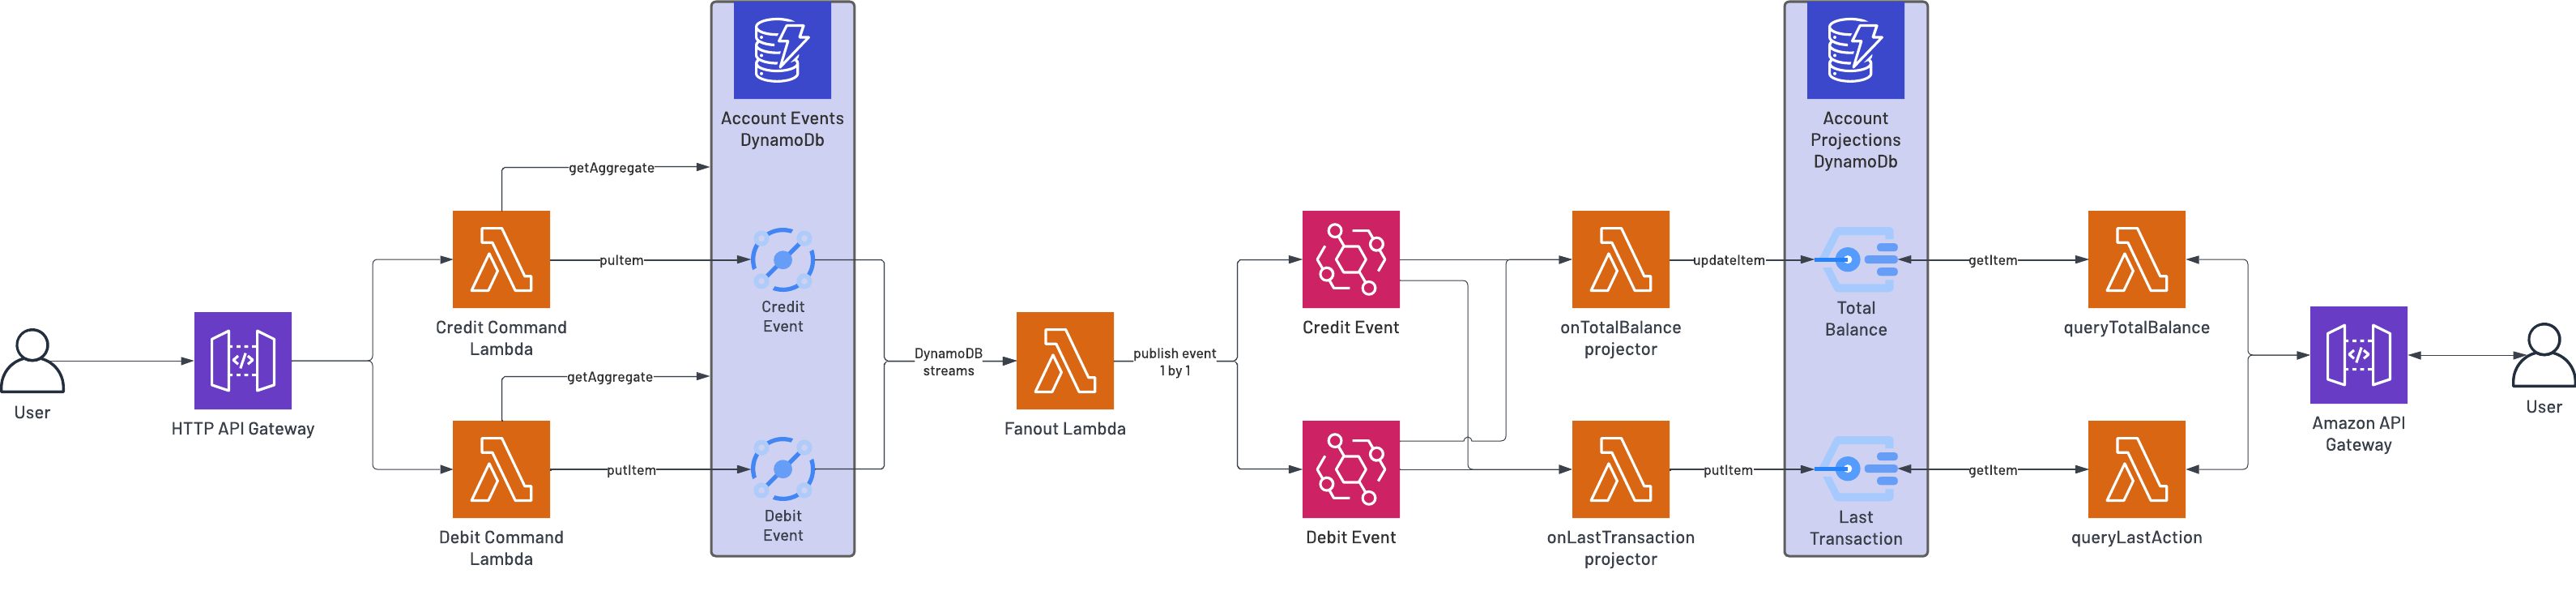 User
HTTP API Gateway
Credit Command
Lambda
Debit Command
Lambda
getAggregate
puItem
getAggregate
putItem
Account Events
DynamoDb
Credit
Event
Debit
Event
DynamoDB
streams
Fanout Lambda
publish event
1 by 1
Credit Event
Debit Event
onTotalBalance
projector
onLastTransaction
projector
updateItem
putItem
Account
Projections
DynamoDb
Total
Balance
Last
Transaction
getItem
getItem
queryTotalBalance
queryLastAction
Amazon API
Gateway
User